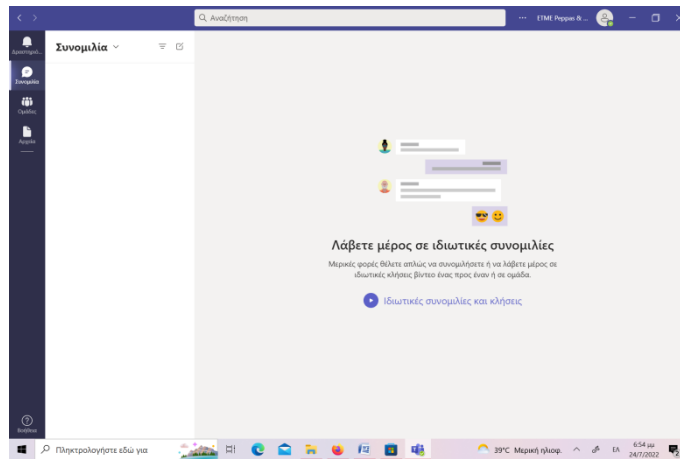 Αναζήτηση
ETME Peppas & ...
Δραστηριό...
Συνομιλία
Συνομιλία
Ομάδες
Αρχεία
Λάβετε μέρος σε ιδιωτικές συνομιλίες
Μερικές φορές θέλετε απλώς να συνομιλήσετε ή να λάβετε μέρος σε
ιδιωτικές κλήσεις βίντεο ένας προς έναν ή σε ομάδα.
Ιδιωτικές συνομιλίες και κλήσεις
Βοήθεια
Πληκτρολογήστε εδώ για
39°C Μερική ηλιοφ.
ΕΛ
6:54 μμ
24/7/2022
2